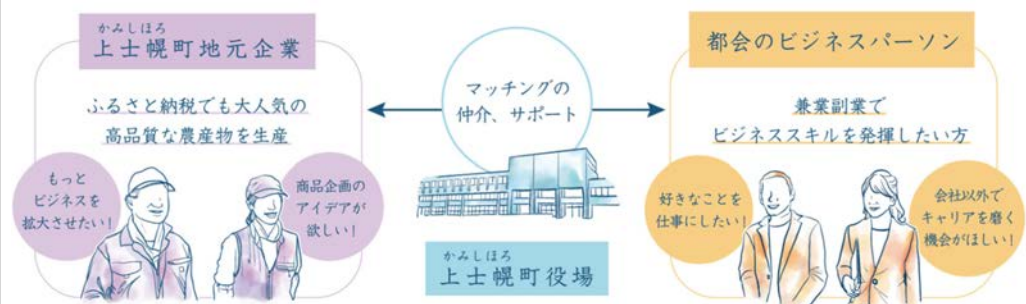 かみしほろ
上士幌町地元企業
ふるさと納税でも大人気の
高品質な農産物を生産
もっと
ビジネスを
拡大させたい!
商品企画の
アイデアが
欲しい!
マッチングの
仲介、サポート
かみしほろ
上士幌町役場
都会のビジネスパーソン
兼業副業で
ビジネススキルを発揮したい方
好きなことを
仕事にしたい!
会社以外で
キャリアを磨く
機会がほしい!